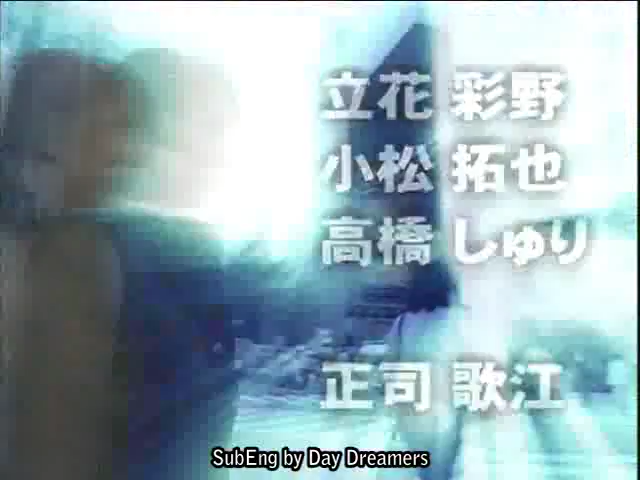 立花 彩野
小松 拓也
高橋 しゅり
正司 歌江
SubEng by Day Dreamers